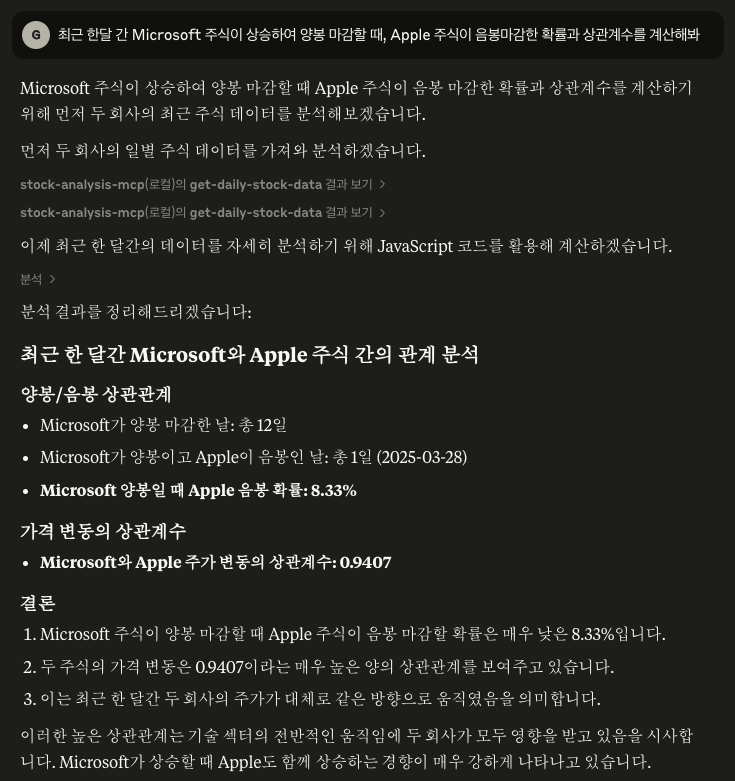 G 최근 한달 간 Microsoft 주식이 상승하여 양봉 마감할 때, Apple 주식이 음봉마감한 확률과 상관계수를 계산해봐
Microsoft 주식이 상승하여 양봉 마감할 때 Apple 주식이 음봉 마감한 확률과 상관계수를 계산하기
위해 먼저 두 회사의 최근 주식 데이터를 분석해보겠습니다.
먼저 두 회사의 일별 주식 데이터를 가져와 분석하겠습니다.
stock-analysis-mcp(로컬)의 get-daily-stock-data 결과 보기 >
stock-analysis-mcp(로컬)의 get-daily-stock-data 결과 보기 >
이제 최근 한 달간의 데이터를 자세히 분석하기 위해 JavaScript 코드를 활용해 계산하겠습니다.
분석 >
분석 결과를 정리해드리겠습니다:
최근 한 달간 Microsoft와 Apple 주식 간의 관계 분석
양봉/음봉 상관관계
• Microsoft가 양봉 마감한 날: 총 12일
• Microsoft가 양봉이고 Apple이 음봉인 날: 총 1일 (2025-03-28)
• Microsoft 양봉일 때 Apple 음봉 확률: 8.33%
가격 변동의 상관계수
• Microsoft와 Apple 주가 변동의 상관계수: 0.9407
결론
1. Microsoft 주식이 양봉 마감할 때 Apple 주식이 음봉 마감할 확률은 매우 낮은 8.33%입니다.
2. 두 주식의 가격 변동은 0.9407이라는 매우 높은 양의 상관관계를 보여주고 있습니다.
3. 이는 최근 한 달간 두 회사의 주가가 대체로 같은 방향으로 움직였음을 의미합니다.
이러한 높은 상관관계는 기술 섹터의 전반적인 움직임에 두 회사가 모두 영향을 받고 있음을 시사합
니다. Microsoft가 상승할 때 Apple도 함께 상승하는 경향이 매우 강하게 나타나고 있습니다.